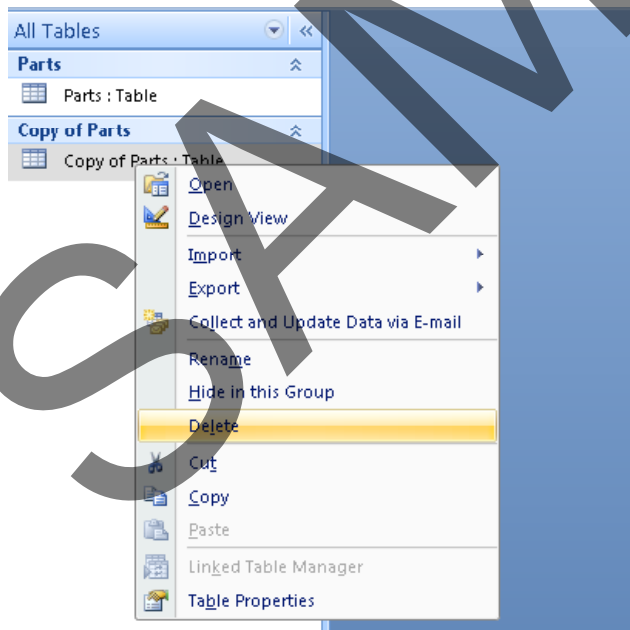 All Tables
Parts
Parts : Table
Copy of Parts
Copy of Parts : Table
Open
Design View
Import
Export
Collect and Update Data via E-mail
Rename
Hide in this Group
Delete
Cut
Copy
Paste
Linked Table Manager
Table Properties
SAM